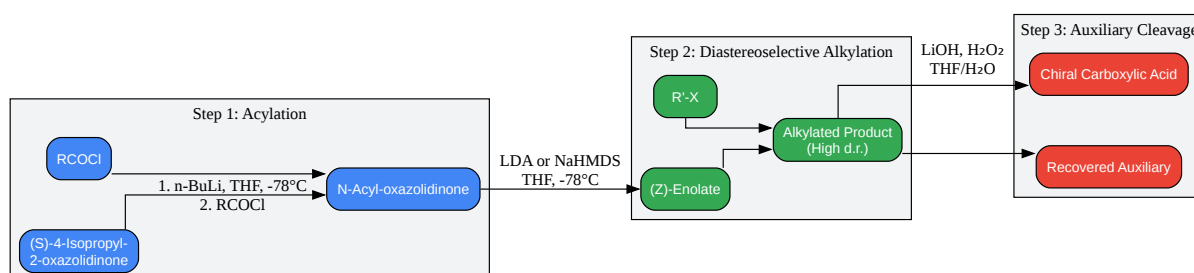 Step 1: Acylation
RCOCl
1. n-BuLi, THF, -78°C
2. RCOCl
(S)-4-Isopropyl-
2-oxazolidinone
N-Acyl-oxazolidinone
LDA or NaHMDS
THF, -78°C
Step 2: Diastereoselective Alkylation
R'-X
(Z)-Enolate
Alkylated Product
(High d.r.)
LiOH, H₂O₂
THF/H₂O
Step 3: Auxiliary Cleavage
Chiral Carboxylic Acid
Recovered Auxiliary